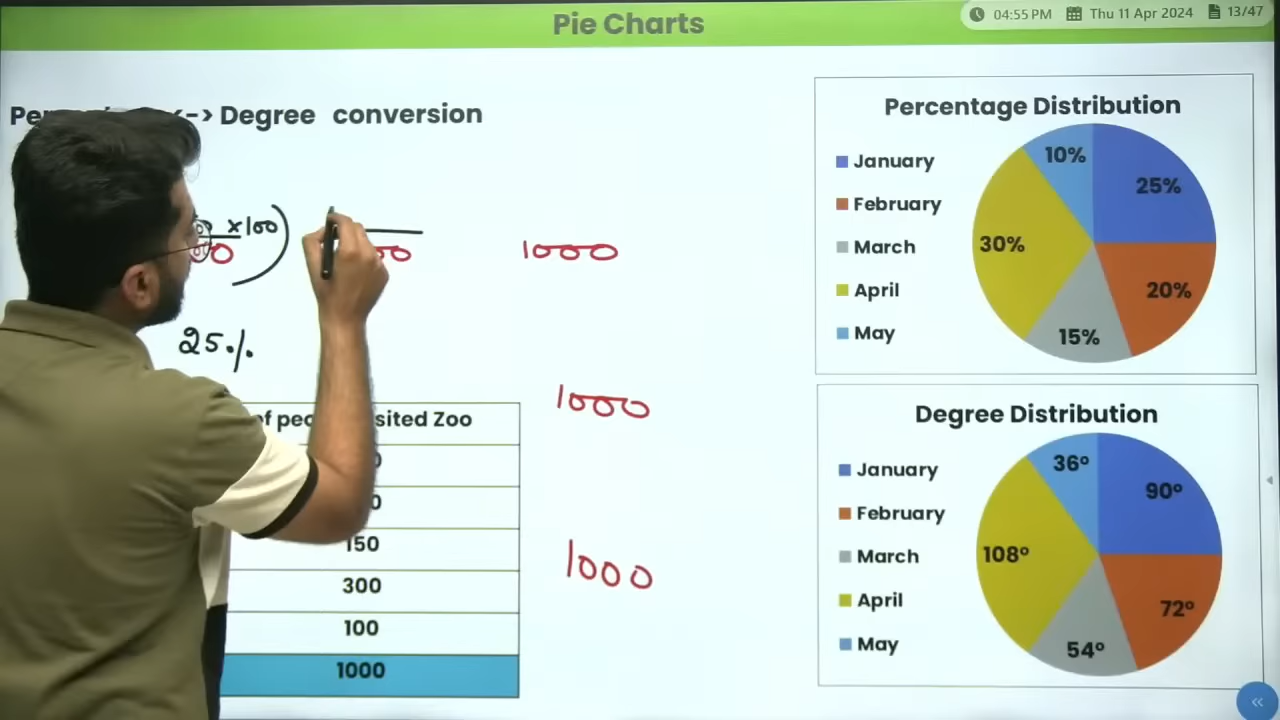 Pie Charts
04:55 PM Thu 11 Apr 2024 13/47
-> Degree conversion
x100)
1000
25%
1000
1000
Zoo
150
300
100
1000
Percentage Distribution
January
February
March
April
May
10%
25%
30%
20%
15%
Degree Distribution
January
February
March
April
May
36°
90°
108°
72°
54°